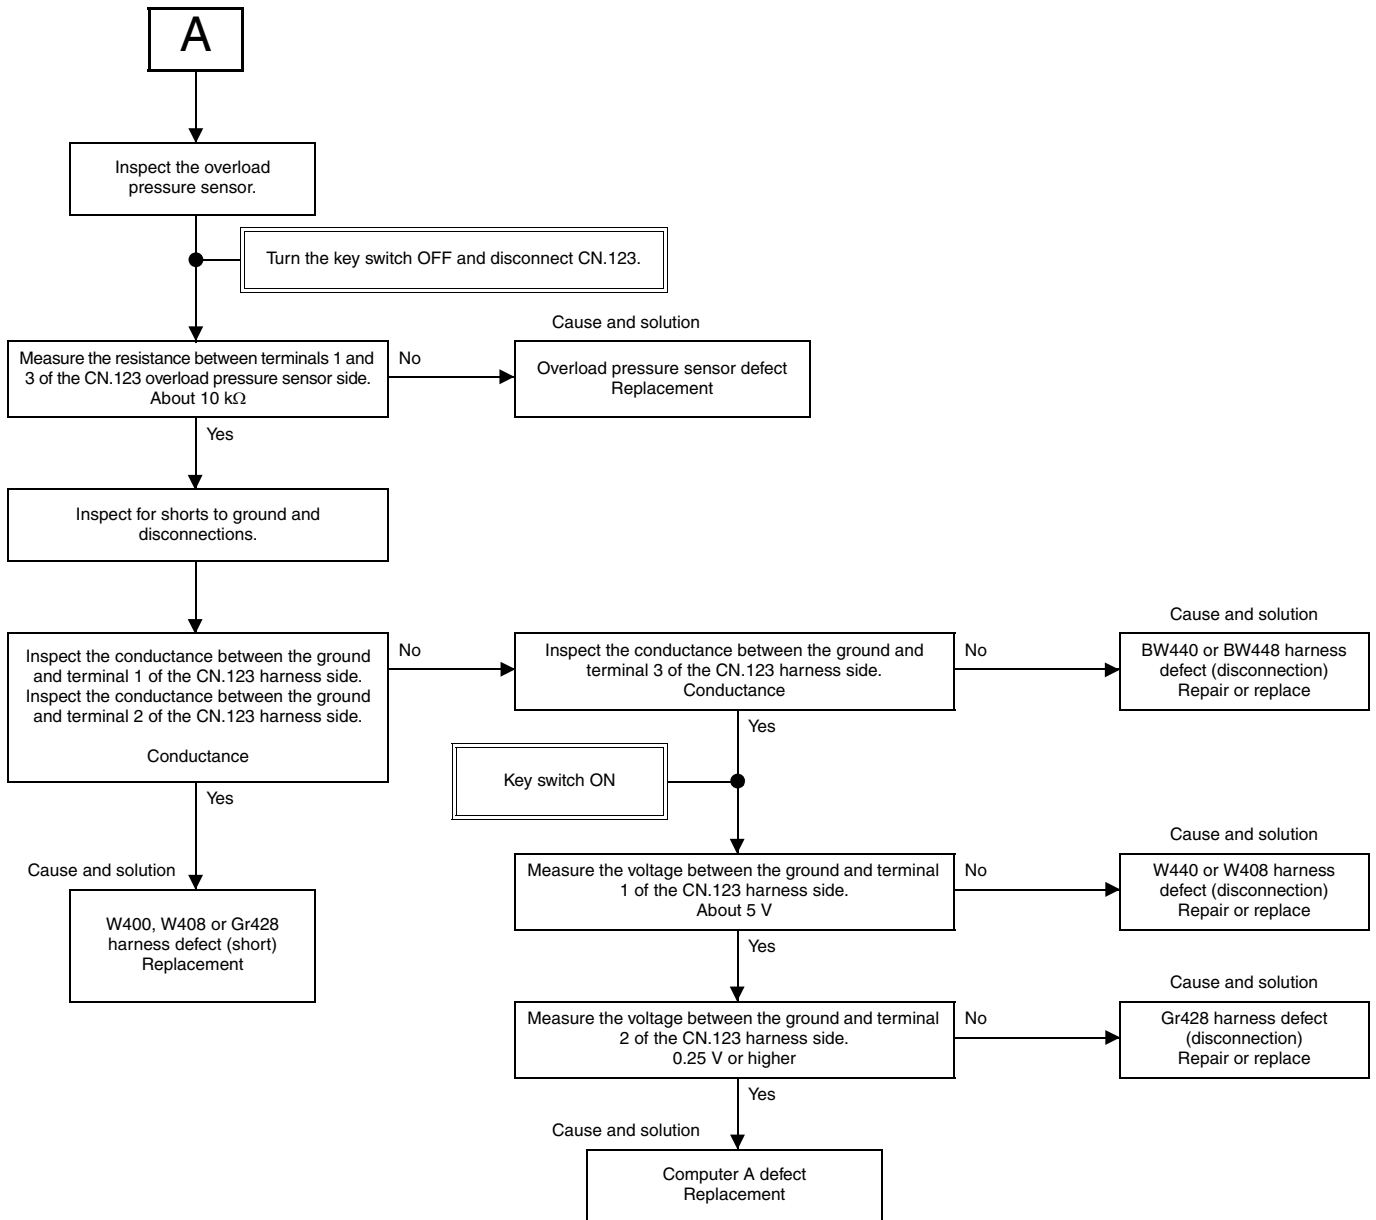 A
Inspect the overload
pressure sensor.
Turn the key switch OFF and disconnect CN.123.
Cause and solution
Measure the resistance between terminals 1 and
3 of the CN.123 overload pressure sensor side.
About 10 kΩ
No
Overload pressure sensor defect
Replacement
Yes
Inspect for shorts to ground and
disconnections.
Inspect the conductance between the ground
and terminal 1 of the CN.123 harness side.
Inspect the conductance between the ground
and terminal 2 of the CN.123 harness side.
Conductance
No
Inspect the conductance between the ground and
terminal 3 of the CN.123 harness side.
Conductance
No
Cause and solution
BW440 or BW448 harness
defect (disconnection)
Repair or replace
Yes
Yes
Key switch ON
Cause and solution
W400, W408 or Gr428
harness defect (short)
Replacement
Measure the voltage between the ground and terminal
1 of the CN.123 harness side.
About 5 V
No
Cause and solution
W440 or W408 harness
defect (disconnection)
Repair or replace
Yes
Measure the voltage between the ground and terminal
2 of the CN.123 harness side.
0.25 V or higher
No
Cause and solution
Gr428 harness defect
(disconnection)
Repair or replace
Yes
Cause and solution
Computer A defect
Replacement